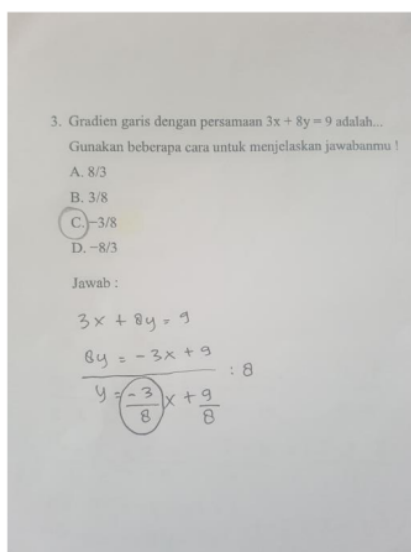 3. Gradien garis dengan persamaan 3x + 8y = 9 adalah...
Gunakan beberapa cara untuk menjelaskan jawabanmu !
A. 8/3
B. 3/8
C. −3/8
D. −8/3
Jawab :
3x + 8y = 9
8y = -3x + 9
: 8
y = -3/8 x + 9/8